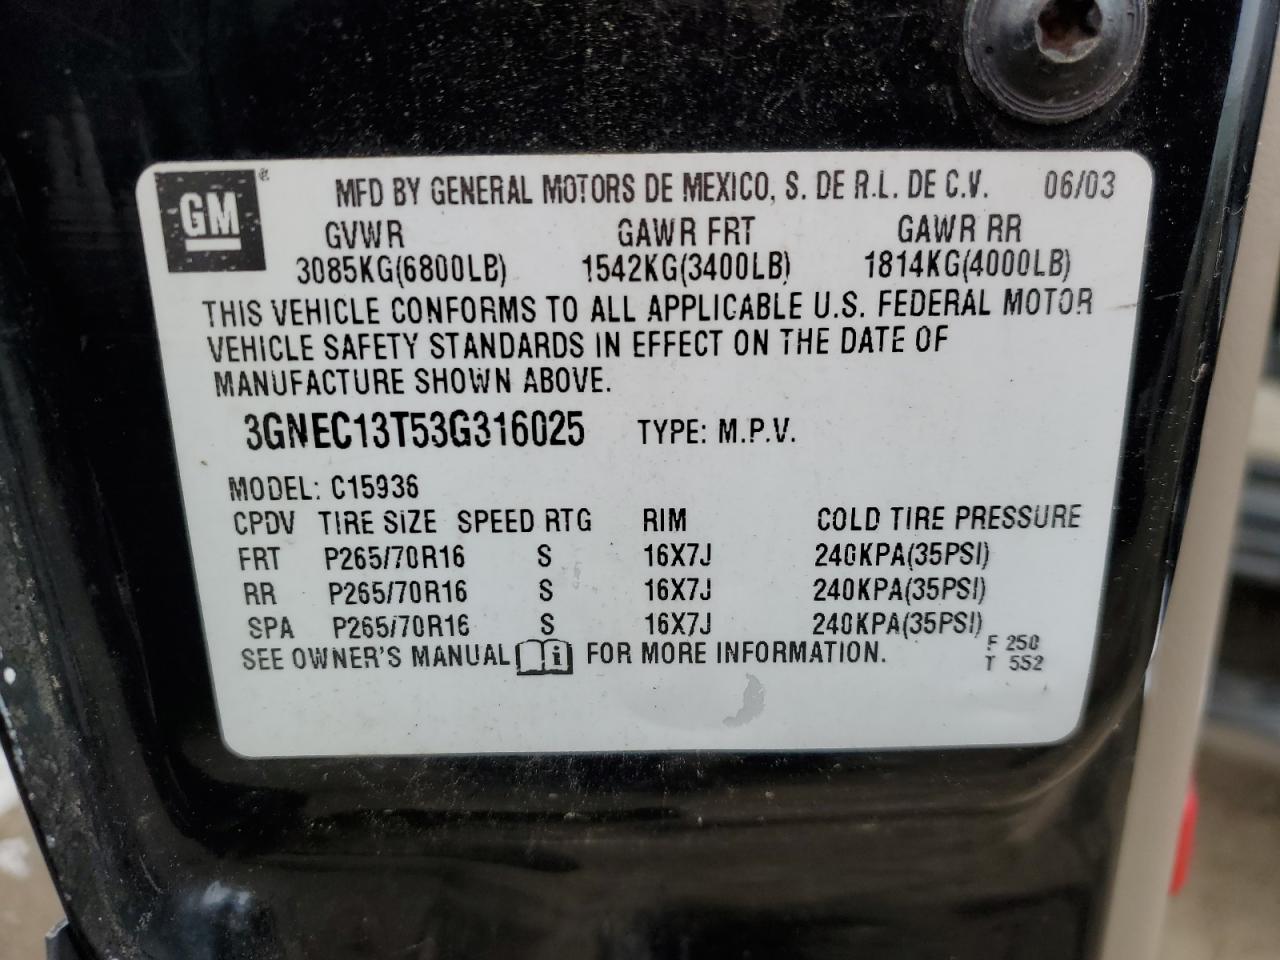 GM ® MFD BY GENERAL MOTORS DE MEXICO, S. DE R.L. DE C.V. 06/03
GVWR GAWR FRT GAWR RR
3085KG(6800LB) 1542KG(3400LB) 1814KG(4000LB)
THIS VEHICLE CONFORMS TO ALL APPLICABLE U.S. FEDERAL MOTOR
VEHICLE SAFETY STANDARDS IN EFFECT ON THE DATE OF
MANUFACTURE SHOWN ABOVE.
3GNEC13T53G316025 TYPE: M.P.V.
MODEL: C15936
CPDV TIRE SIZE SPEED RTG RIM COLD TIRE PRESSURE
FRT P265/70R16 S 16X7J 240KPA(35PSI)
RR P265/70R16 S 16X7J 240KPA(35PSI)
SPA P265/70R16 S 16X7J 240KPA(35PSI)
SEE OWNER'S MANUAL i FOR MORE INFORMATION.
F 250
T 552